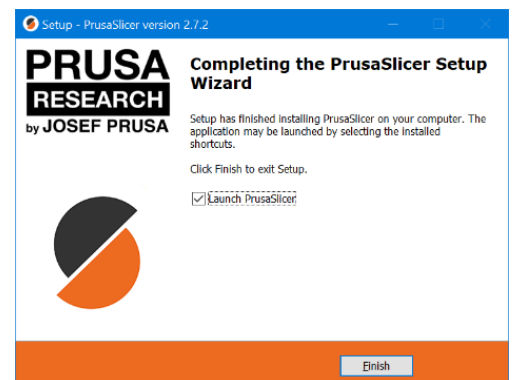 Setup - PrusaSlicer version 2.7.2
PRUSA
RESEARCH
by JOSEF PRUSA
Completing the PrusaSlicer Setup
Wizard
Setup has finished installing PrusaSlicer on your computer. The
application may be launched by selecting the installed
shortcuts.
Click Finish to exit Setup.
Launch PrusaSlicer
Finish